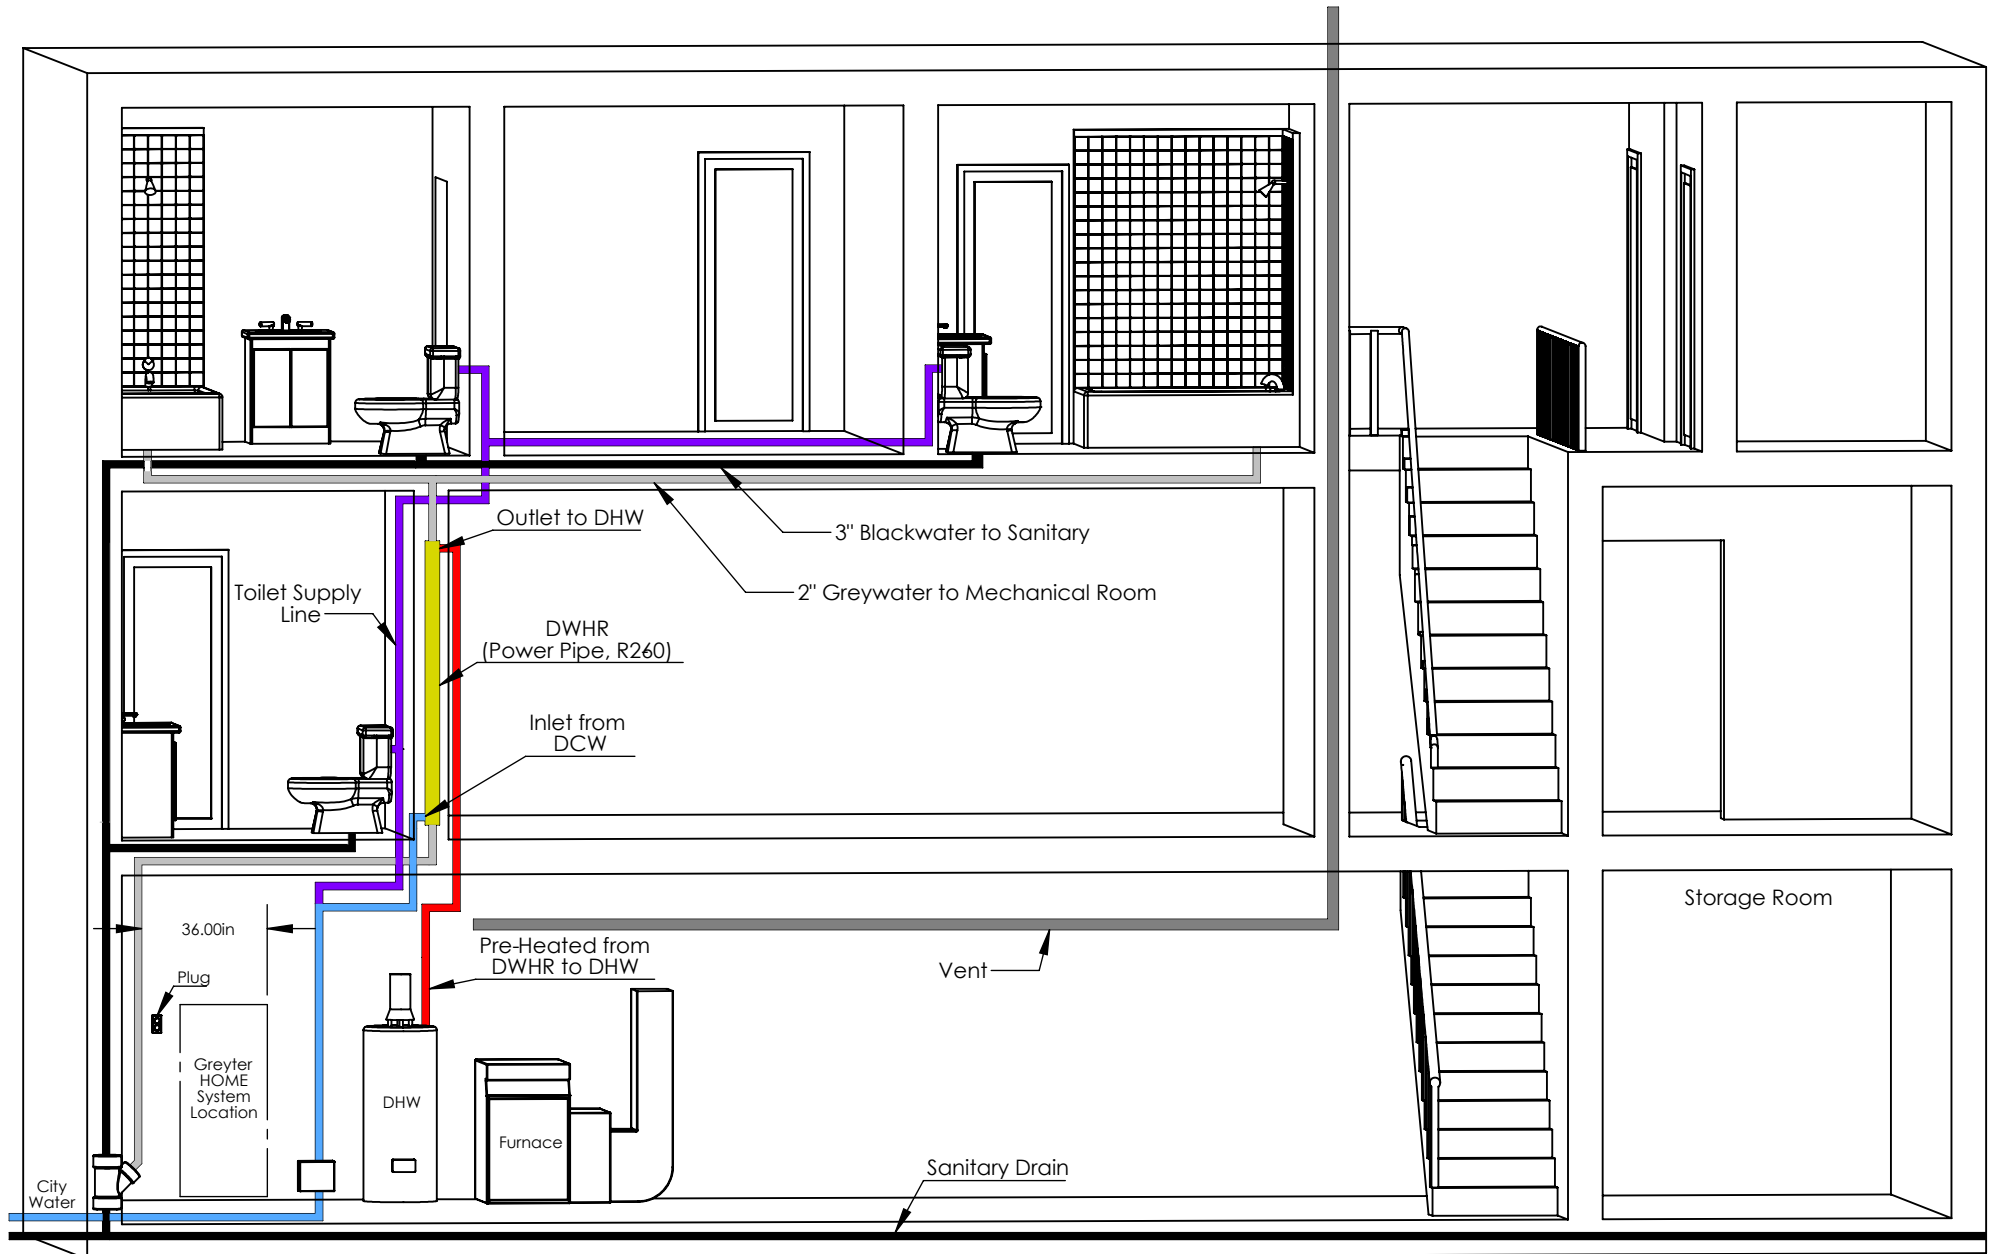 Outlet to DHW
3" Blackwater to Sanitary
2" Greywater to Mechanical Room
Toilet Supply
Line
DWHR
(Power Pipe, R260)
Inlet from
DCW
Storage Room
36.00in
Pre-Heated from
DWHR to DHW
Vent
Plug
Greyter
HOME
System
Location
DHW
Furnace
Sanitary Drain
City
Water